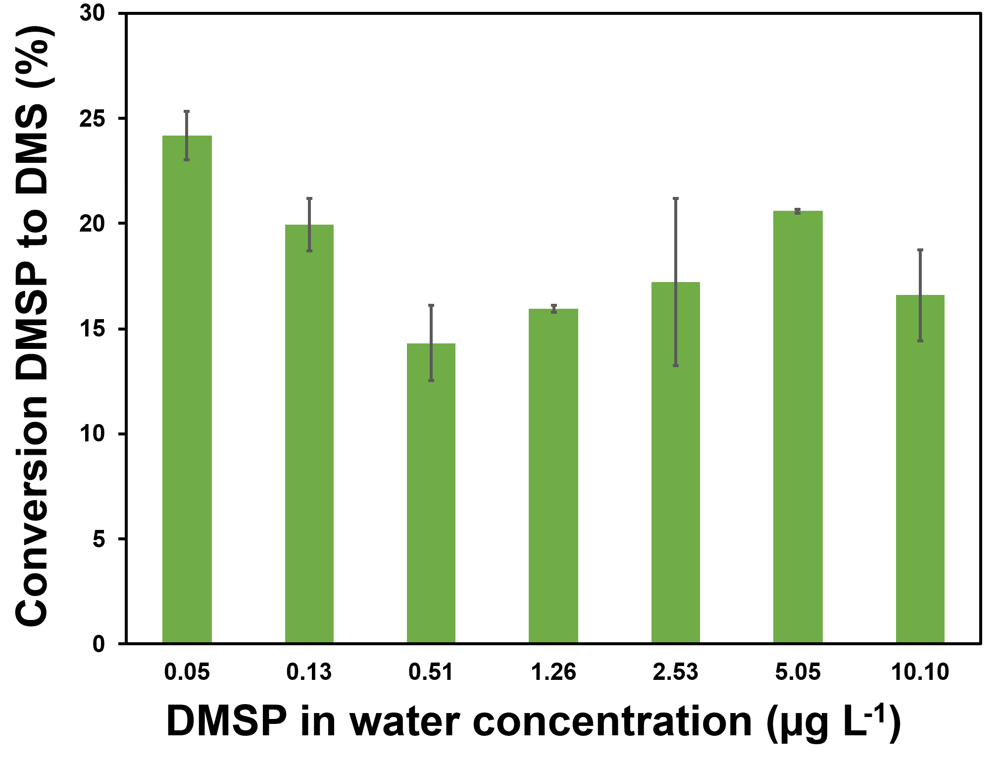 Conversion DMSP to DMS (%)
30
25
20
15
10
5
0
0.05 0.13 0.51 1.26 2.53 5.05 10.10
DMSP in water concentration (µg L⁻¹)